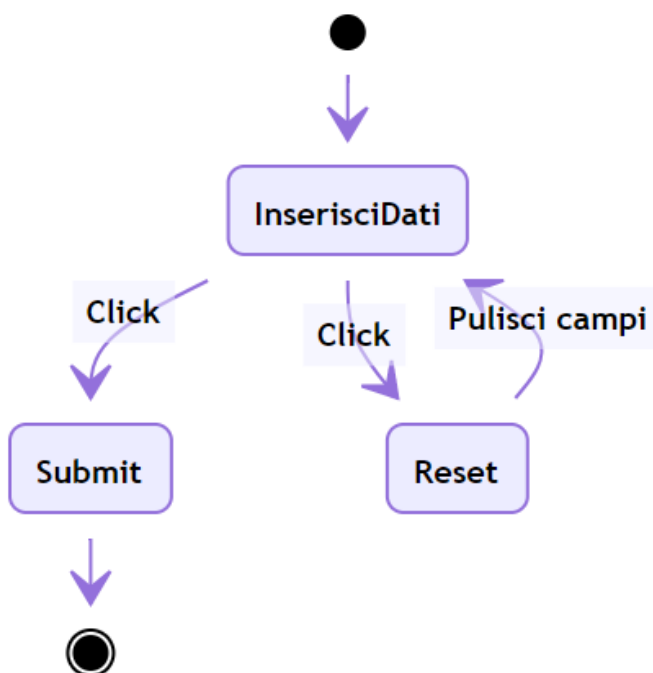 InserisciDati
Click
Click
Pulisci campi
Submit
Reset